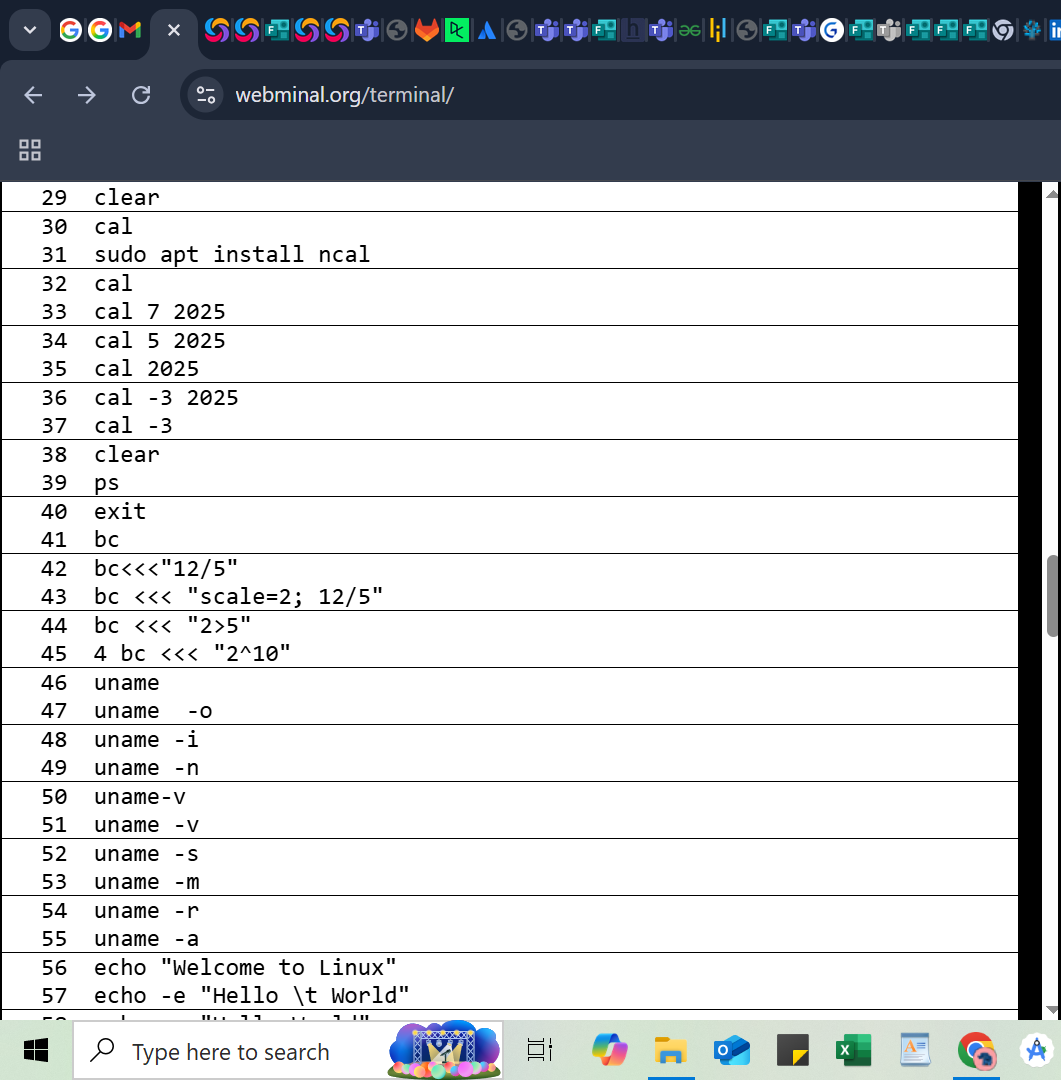 webminal.org/terminal/
29 clear
30 cal
31 sudo apt install ncal
32 cal
33 cal 7 2025
34 cal 5 2025
35 cal 2025
36 cal -3 2025
37 cal -3
38 clear
39 ps
40 exit
41 bc
42 bc<<<"12/5"
43 bc <<< "scale=2; 12/5"
44 bc <<< "2>5"
45 4 bc <<< "2^10"
46 uname
47 uname  -o
48 uname -i
49 uname -n
50 uname-v
51 uname -v
52 uname -s
53 uname -m
54 uname -r
55 uname -a
56 echo "Welcome to Linux"
57 echo -e "Hello \t World"
Type here to search